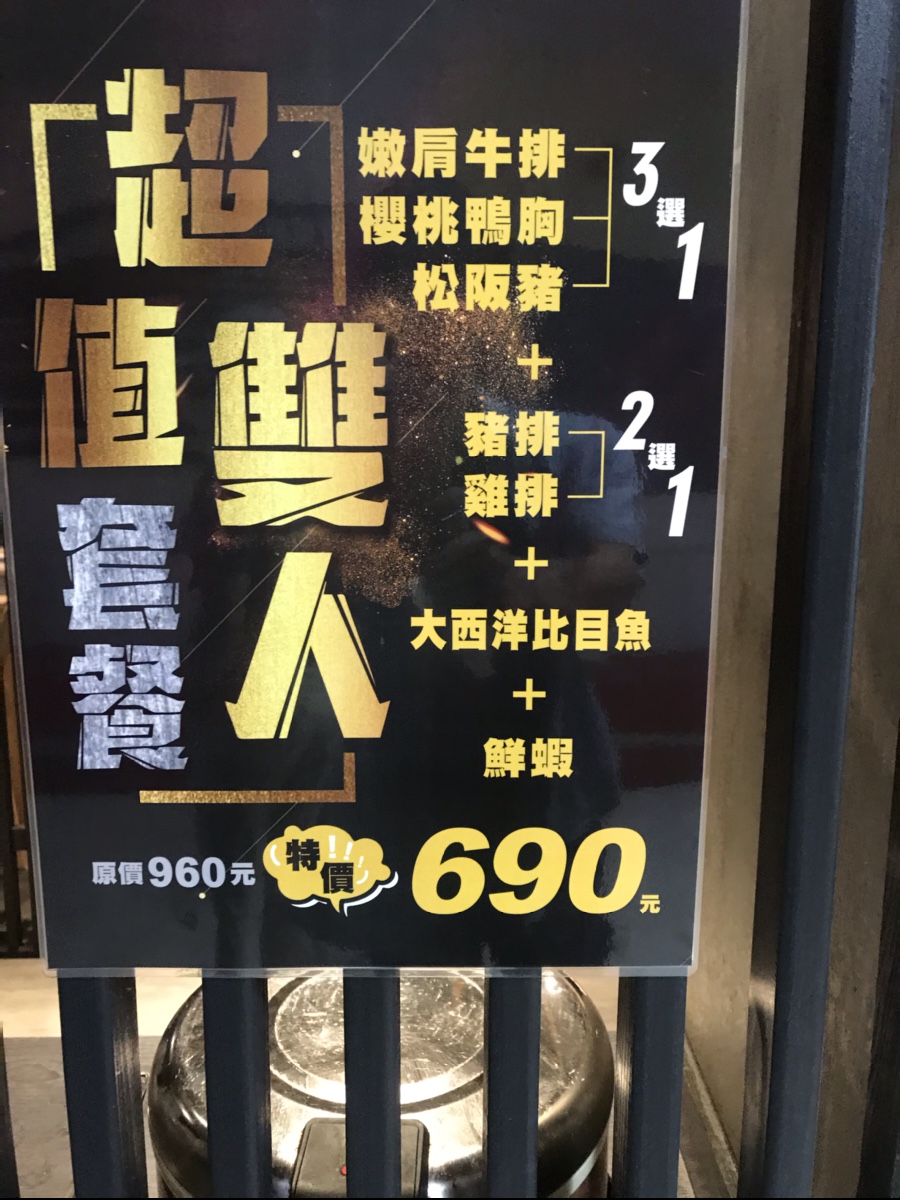 超值
雙人
套餐
嫩肩牛排
櫻桃鴨胸
松阪豬
3選1
+
豬排
雞排
2選1
+
大西洋比目魚
+
鮮蝦
原價960元
特價!!
690元